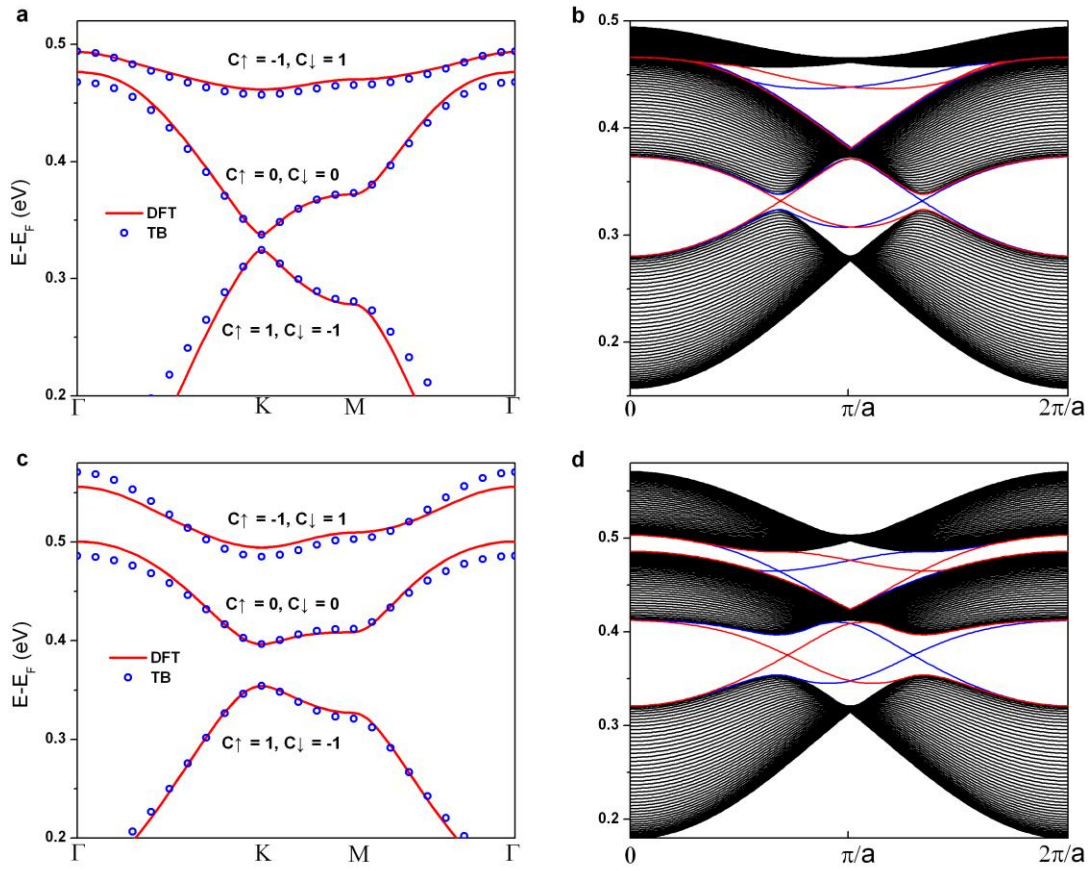 a
b
0.5
0.4
0.3
0.2
E-E_F (eV)
C↑ = -1, C↓ = 1
C↑ = 0, C↓ = 0
DFT
TB
C↑ = 1, C↓ = -1
Γ K M Γ
0.5
0.4
0.3
0.2
0 π/a 2π/a
c
d
0.5
0.4
0.3
0.2
E-E_F (eV)
C↑ = -1, C↓ = 1
C↑ = 0, C↓ = 0
DFT
TB
C↑ = 1, C↓ = -1
Γ K M Γ
0.5
0.4
0.3
0.2
0 π/a 2π/a